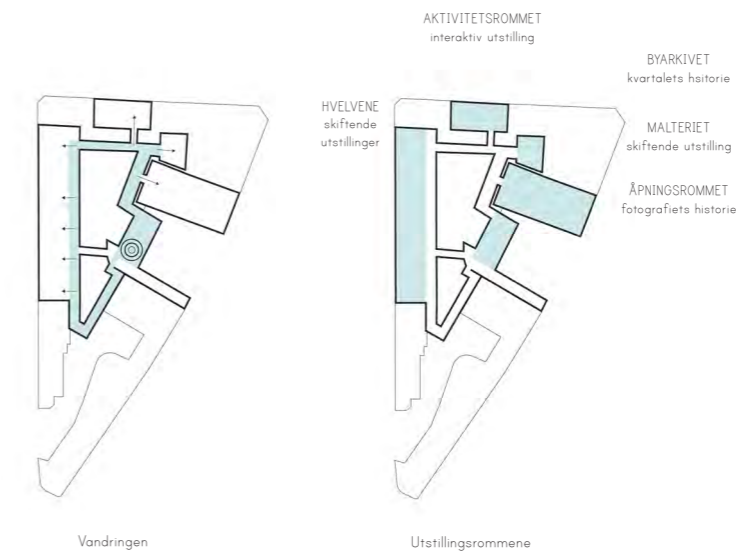 AKTIVITETSROMMET
interaktiv utstilling
BYARKIVET
kvartalets hsitorie
HVELVENE
skiftende
utstillinger
MALTERIET
skiftende utstilling
ÅPNINGSROMMET
fotografiets historie
Vandringen
Utstillingsrommene